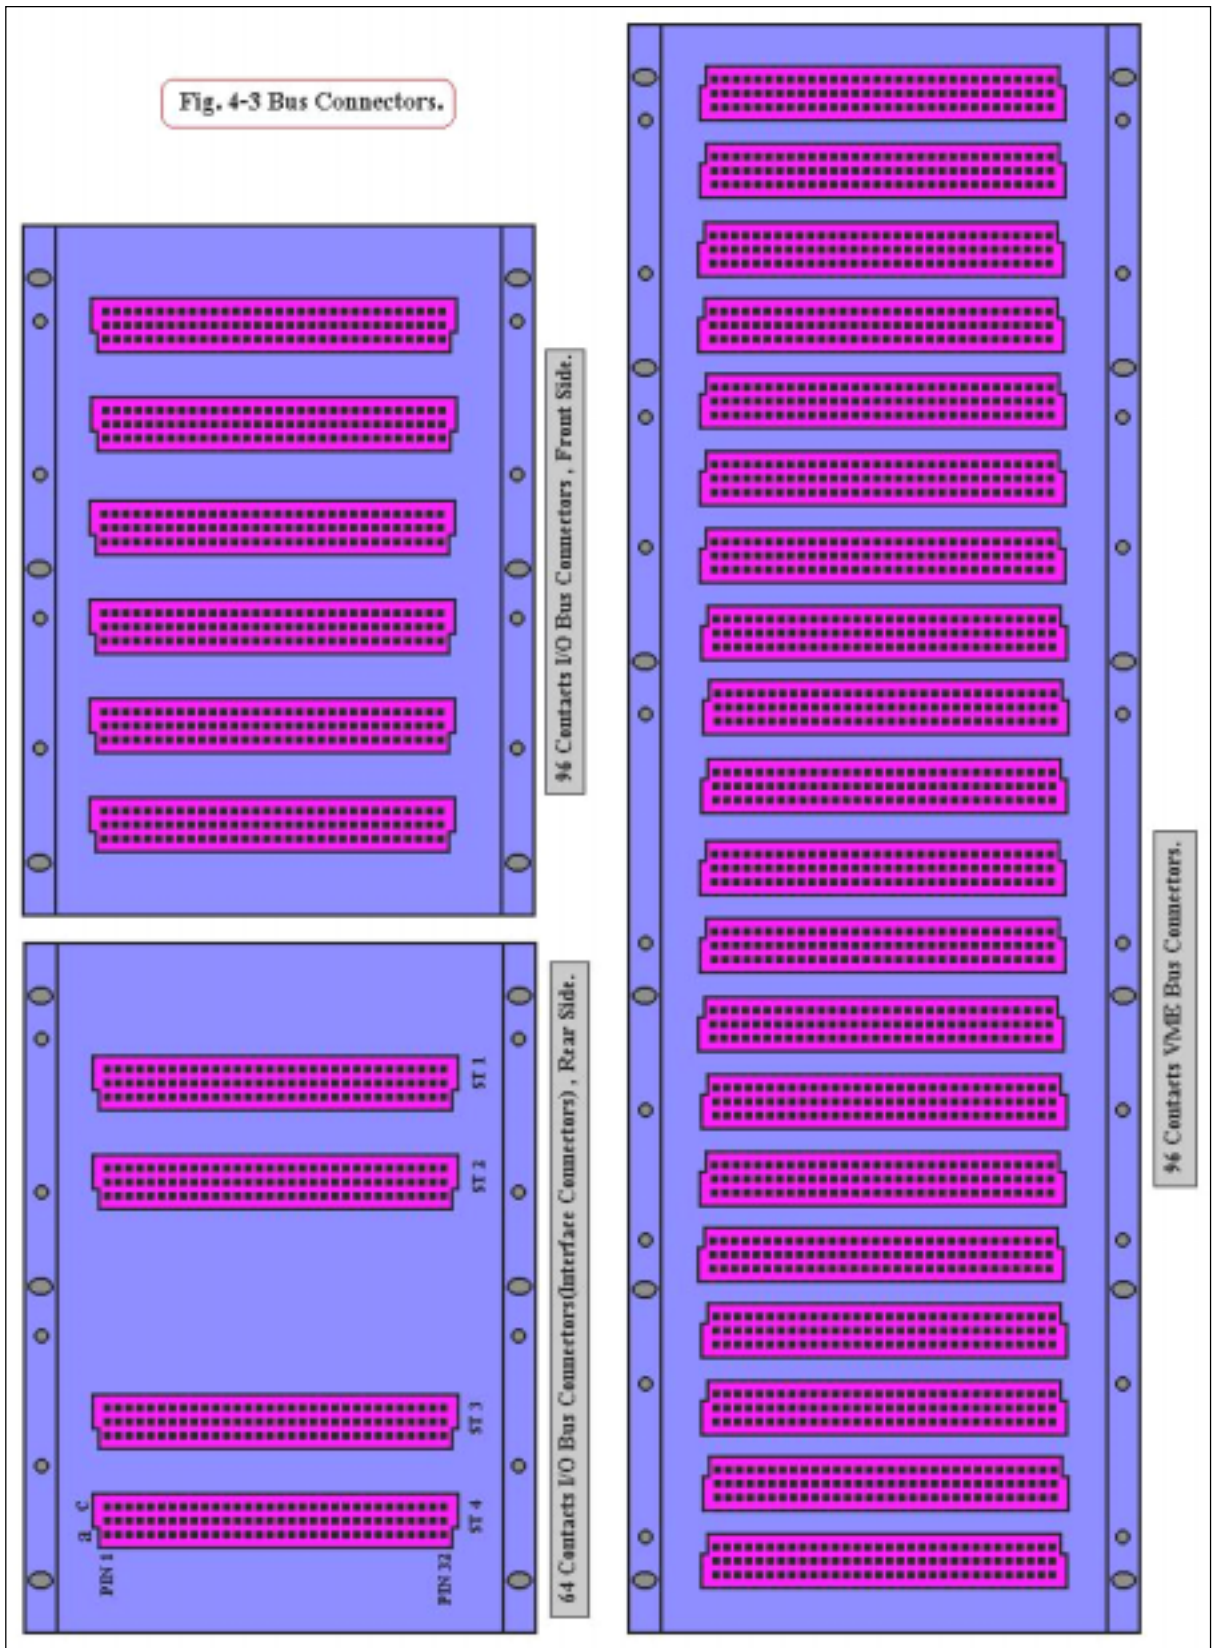 Fig. 4-3 Bus Connectors.
96 Contacts I/O Bus Connectors , Front Side.
ST 1
ST 2
ST 3
ST 4
c
a
PIN 1
PIN 32
64 Contacts I/O Bus Connectors(Interface Connectors) , Rear Side.
96 Contacts VME Bus Connectors.